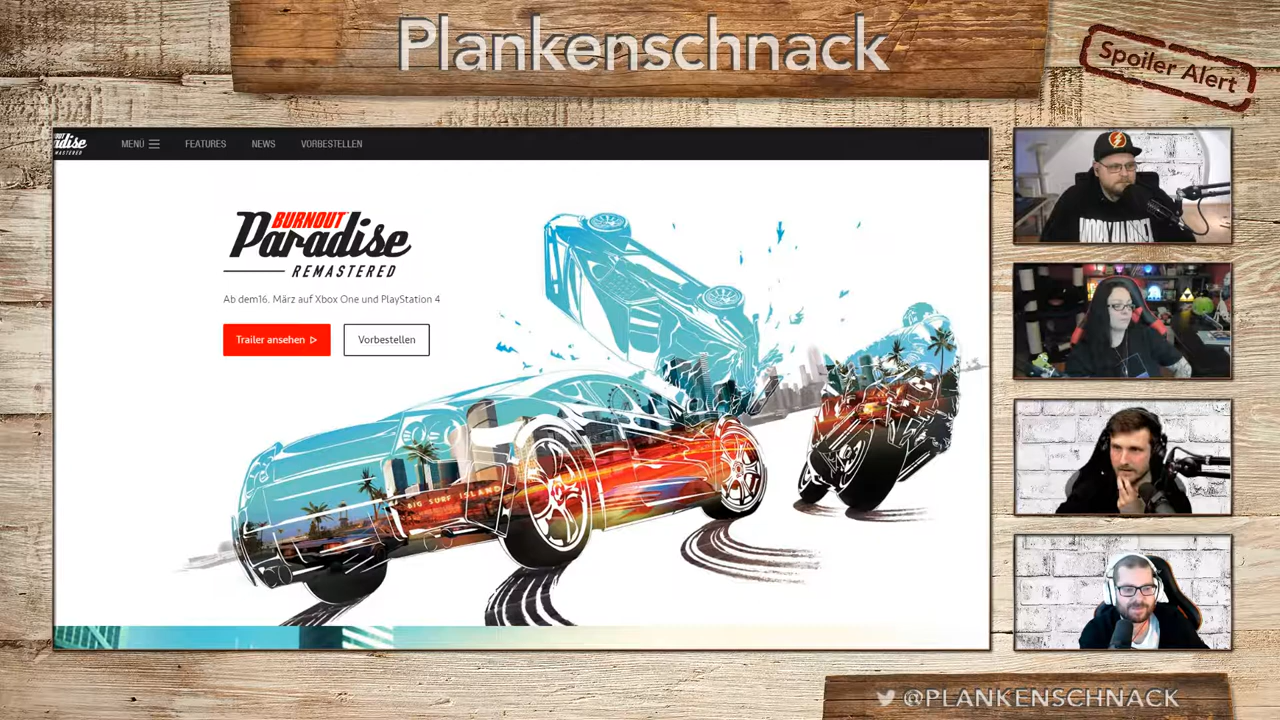 Plankenschnack
Spoiler Alert
adise
MENÜ
FEATURES
NEWS
VORBESTELLEN
BURNOUT
Paradise
REMASTERED
Ab dem16. März auf Xbox One und PlayStation 4
Trailer ansehen
Vorbestellen
BIG SURF ISLAND
@PLANKENSCHNACK